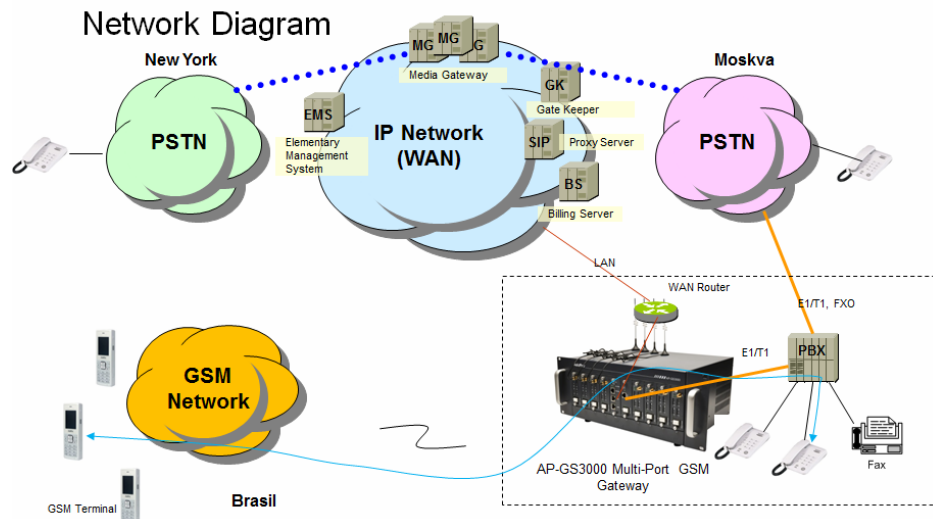 Network Diagram
New York
Moskva
MG
MG
G
Media Gateway
GK
Gate Keeper
EMS
Elementary
Management
System
IP Network
(WAN)
SIP
Proxy Server
BS
Billing Server
PSTN
PSTN
LAN
WAN Router
E1/T1, FXO
E1/T1
PBX
GSM
Network
AP-GS3000 Multi-Port GSM
Gateway
Fax
GSM Terminal
Brasil